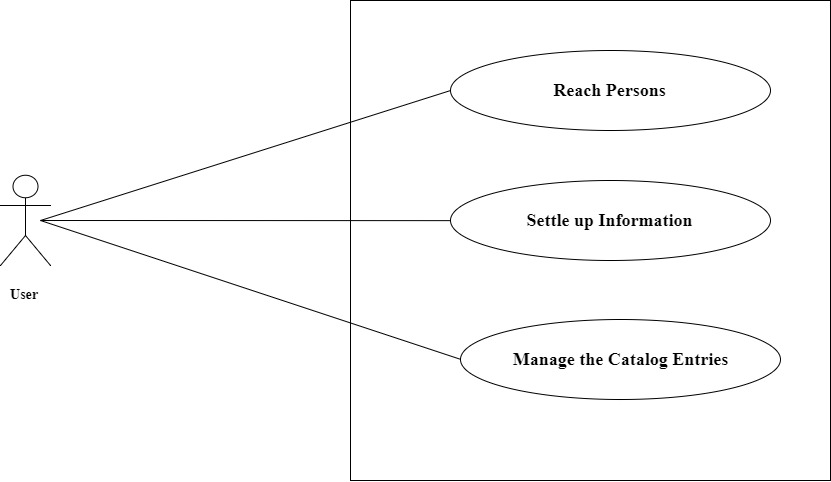 Reach Persons
Settle up Information
User
Manage the Catalog Entries